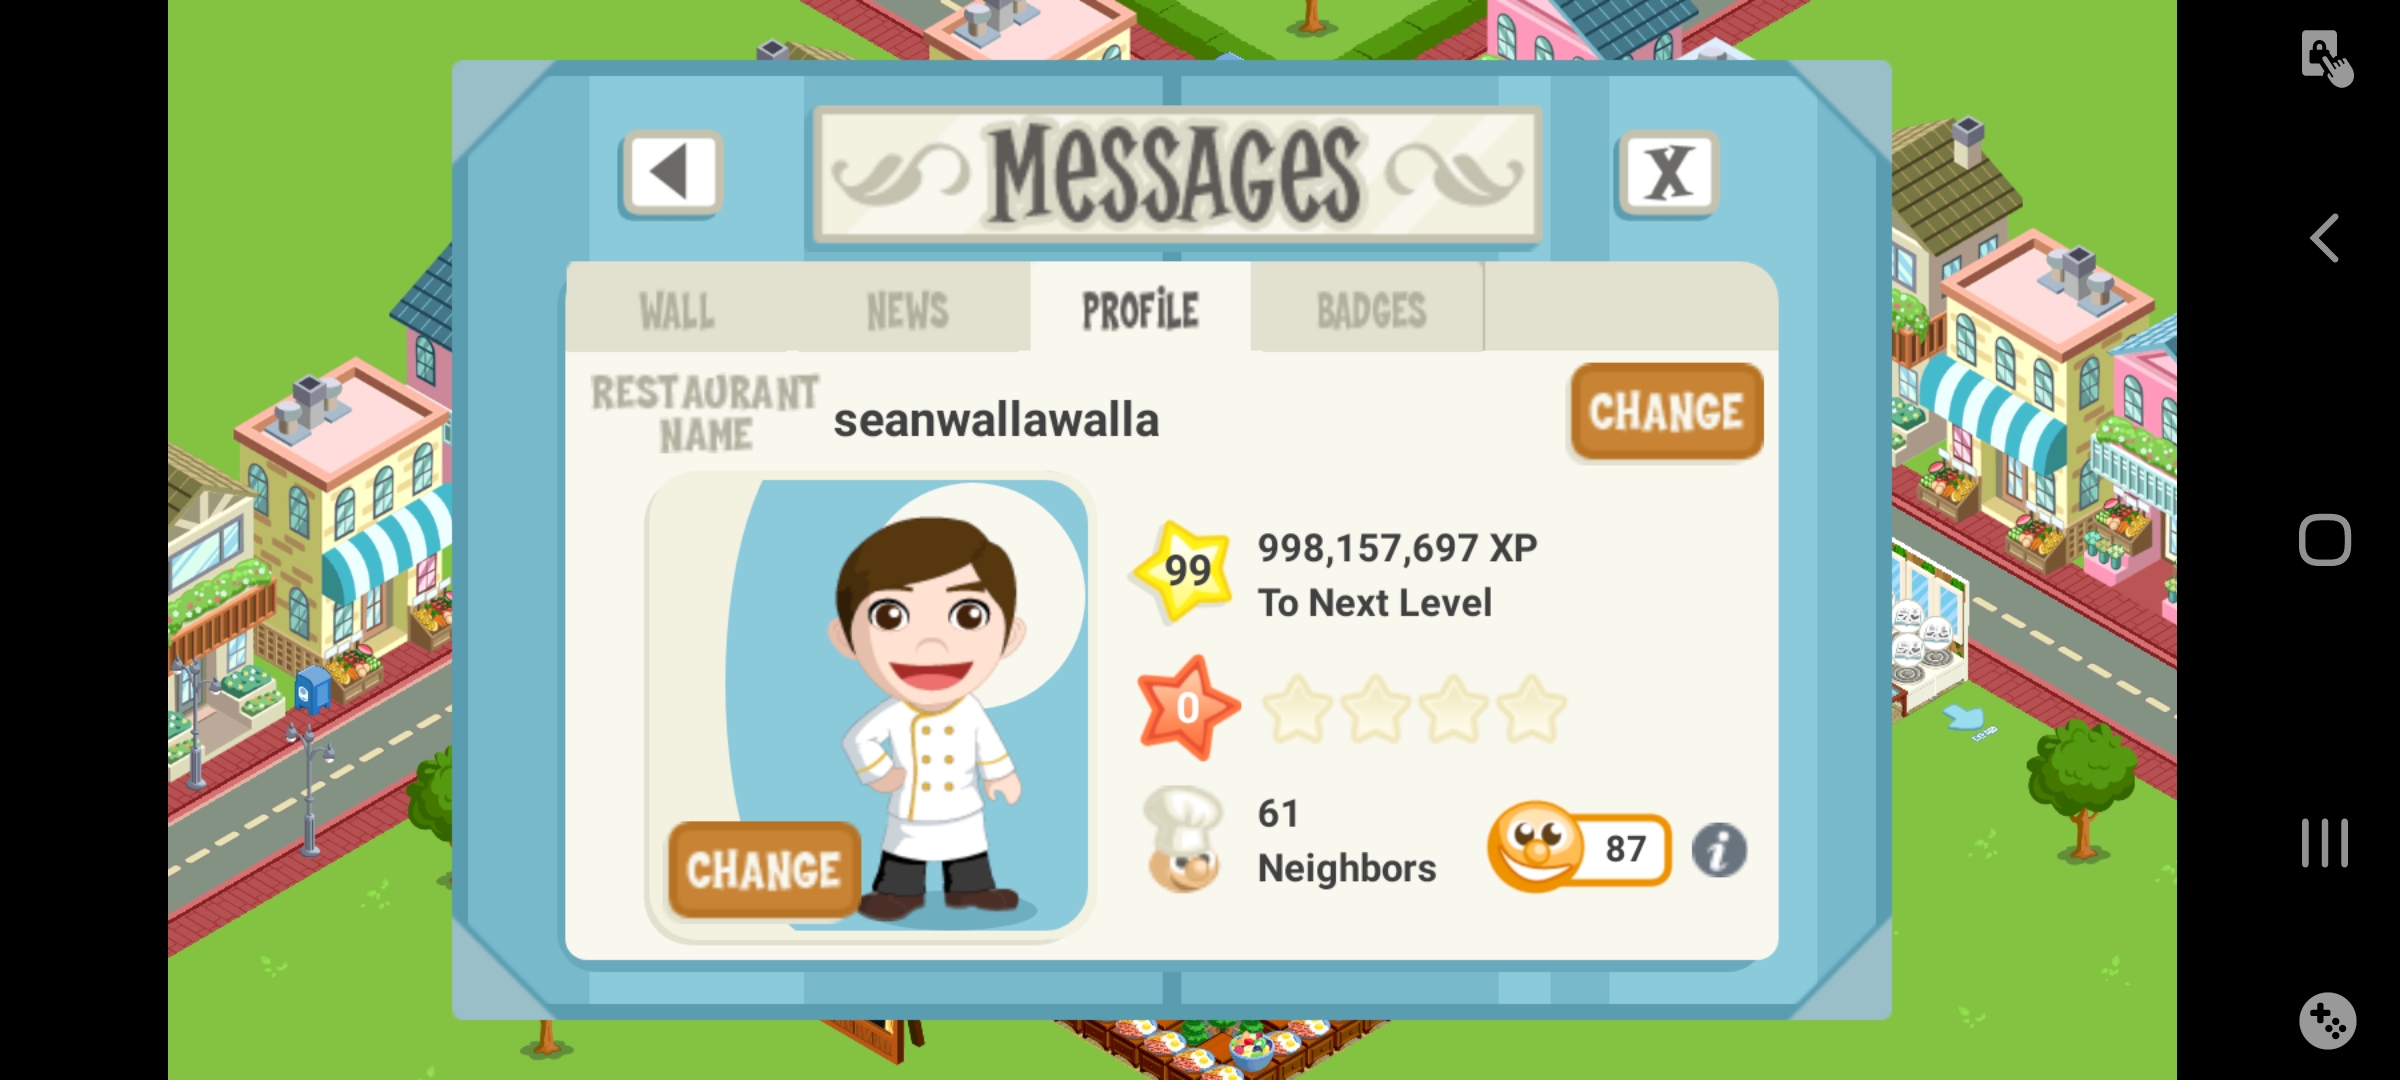 Messages
X
WALL
NEWS
PROFILE
BADGES
RESTAURANT
NAME
seanwallawalla
CHANGE
99
998,157,697 XP
To Next Level
0
61
Neighbors
87
i
CHANGE